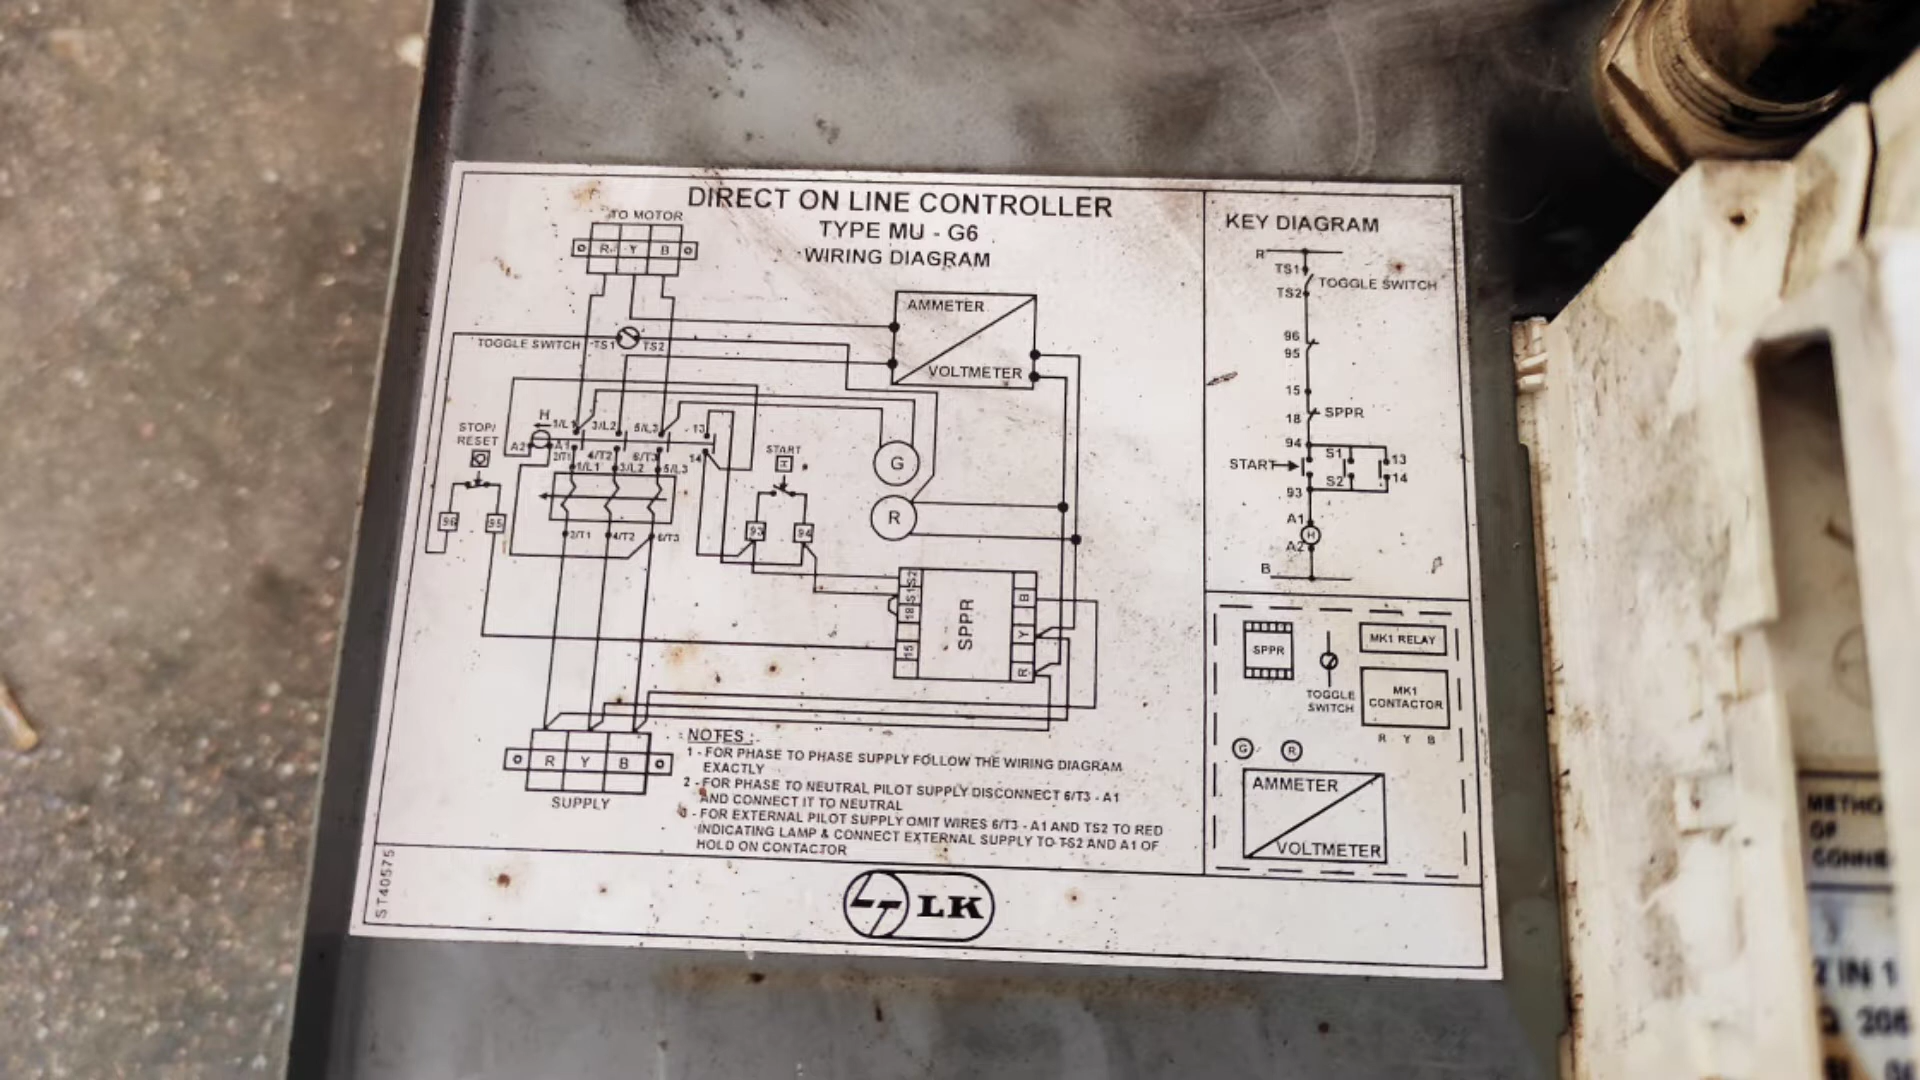 DIRECT ON LINE CONTROLLER
TYPE MU - G6
WIRING DIAGRAM
TO MOTOR
R Y B
AMMETER
VOLTMETER
TOGGLE SWITCH TS1 TS2
STOP/
RESET
H
A2 A1
1/L1 3/L2 5/L3 13
2/T1 4/T2 6/T3 14
1/L1 3/L2 5/L3
START
G
R
96 95
93 94
2/T1 4/T2 6/T3
S2
S1
18
15
SPPR
B
Y
R
R Y B
SUPPLY
NOTES :-
1 - FOR PHASE TO PHASE SUPPLY FOLLOW THE WIRING DIAGRAM
EXACTLY
2 - FOR PHASE TO NEUTRAL PILOT SUPPLY DISCONNECT 6/T3 - A1
AND CONNECT IT TO NEUTRAL
3 - FOR EXTERNAL PILOT SUPPLY OMIT WIRES 6/T3 - A1 AND TS2 TO RED
INDICATING LAMP & CONNECT EXTERNAL SUPPLY TO TS2 AND A1 OF
HOLD ON CONTACTOR
ST40575
LT LK
KEY DIAGRAM
R
TS1
TOGGLE SWITCH
TS2
96
95
15
18 SPPR
94
S1 13
START
S2 14
93
A1
H
A2
B
SPPR
MK1 RELAY
TOGGLE
SWITCH
MK1
CONTACTOR
R Y B
G R
AMMETER
VOLTMETER
OF
2 IN 1